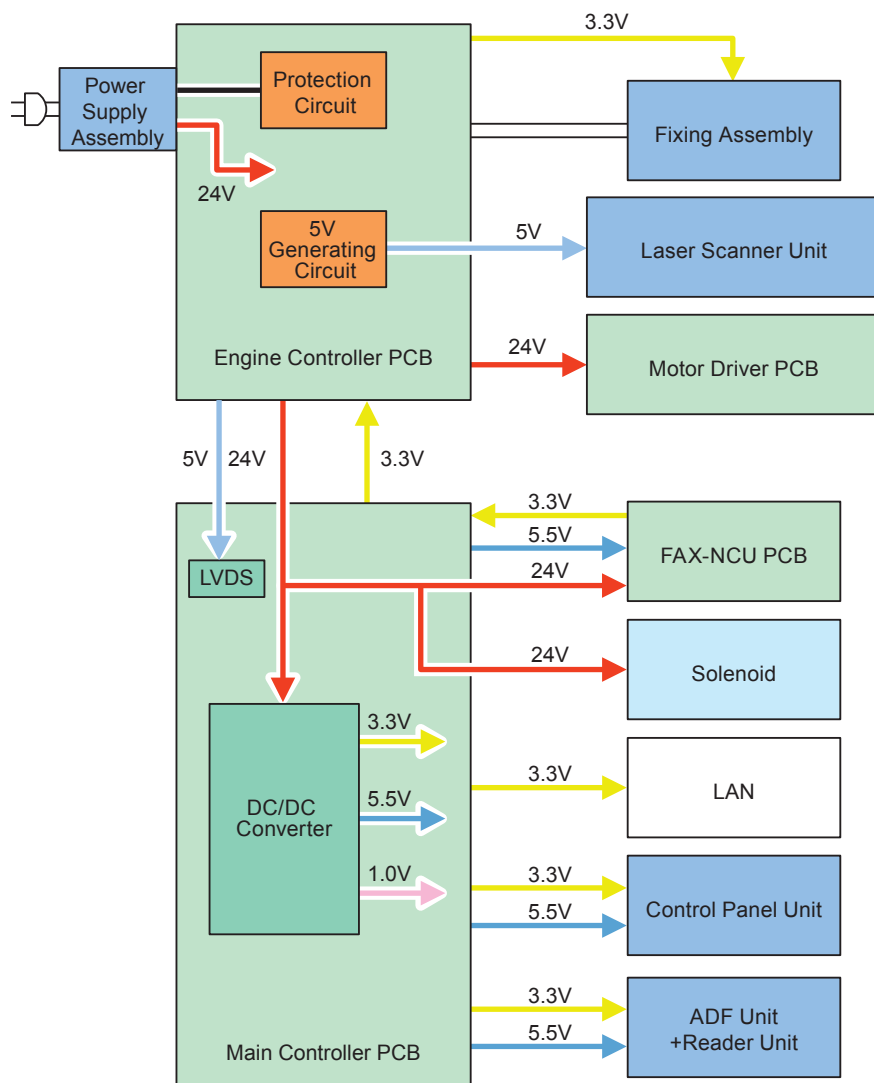 3.3V
Power
Supply
Assembly
Protection
Circuit
Fixing Assembly
24V
5V
Generating
Circuit
5V
Laser Scanner Unit
Engine Controller PCB
24V
Motor Driver PCB
5V
24V
3.3V
3.3V
5.5V
FAX-NCU PCB
24V
LVDS
24V
Solenoid
3.3V
5.5V
1.0V
DC/DC
Converter
3.3V
LAN
3.3V
5.5V
Control Panel Unit
3.3V
5.5V
ADF Unit
+Reader Unit
Main Controller PCB